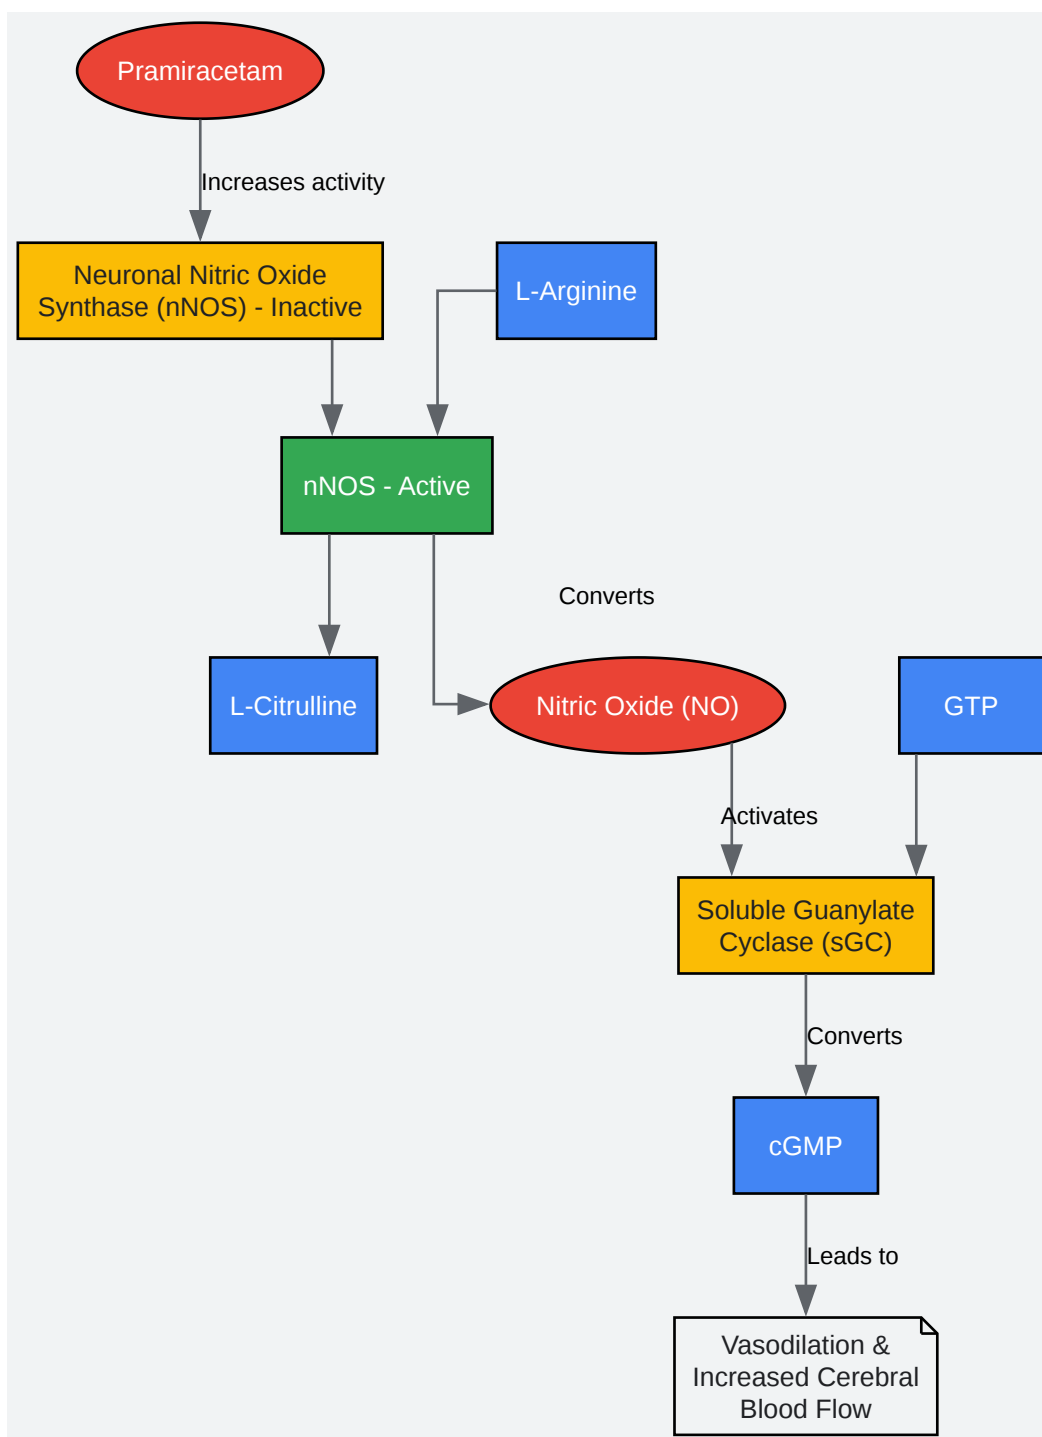 Pramiracetam
Increases activity
Neuronal Nitric Oxide
Synthase (nNOS) - Inactive
L-Arginine
nNOS - Active
Converts
L-Citrulline
Nitric Oxide (NO)
GTP
Activates
Soluble Guanylate
Cyclase (sGC)
Converts
cGMP
Leads to
Vasodilation &
Increased Cerebral
Blood Flow